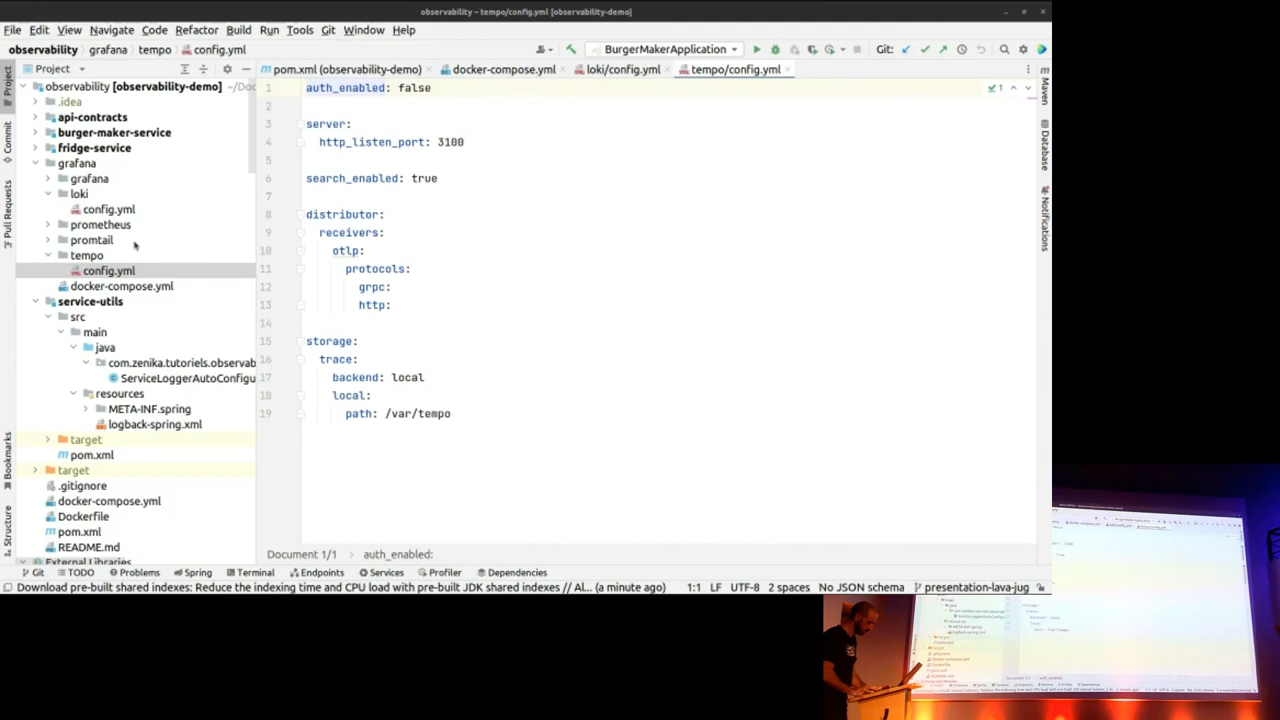 observability – tempo/config.yml [observability-demo]
File Edit View Navigate Code Refactor Build Run Tools Git Window Help
observability grafana tempo config.yml BurgerMakerApplication Git:
Project pom.xml (observability-demo) docker-compose.yml loki/config.yml tempo/config.yml
Project
Commit
Pull Requests
Bookmarks
Structure
observability [observability-demo] ~/Doc
.idea
api-contracts
burger-maker-service
fridge-service
grafana
grafana
loki
config.yml
prometheus
promtail
tempo
config.yml
docker-compose.yml
service-utils
src
main
java
com.zenika.tutoriels.observab
ServiceLoggerAutoConfigu
resources
META-INF.spring
logback-spring.xml
target
pom.xml
target
.gitignore
docker-compose.yml
Dockerfile
pom.xml
README.md
External Libraries
1 auth_enabled: false
2
3 server:
4 http_listen_port: 3100
5
6 search_enabled: true
7
8 distributor:
9 receivers:
10 otlp:
11 protocols:
12 grpc:
13 http:
14
15 storage:
16 trace:
17 backend: local
18 local:
19 path: /var/tempo
1
Maven
Database
Notifications
Document 1/1 auth_enabled:
Git TODO Problems Spring Terminal Endpoints Services Profiler Dependencies
Download pre-built shared indexes: Reduce the indexing time and CPU load with pre-built JDK shared indexes // Al... (a minute ago) 1:1 LF UTF-8 2 spaces No JSON schema presentation-lava-jug